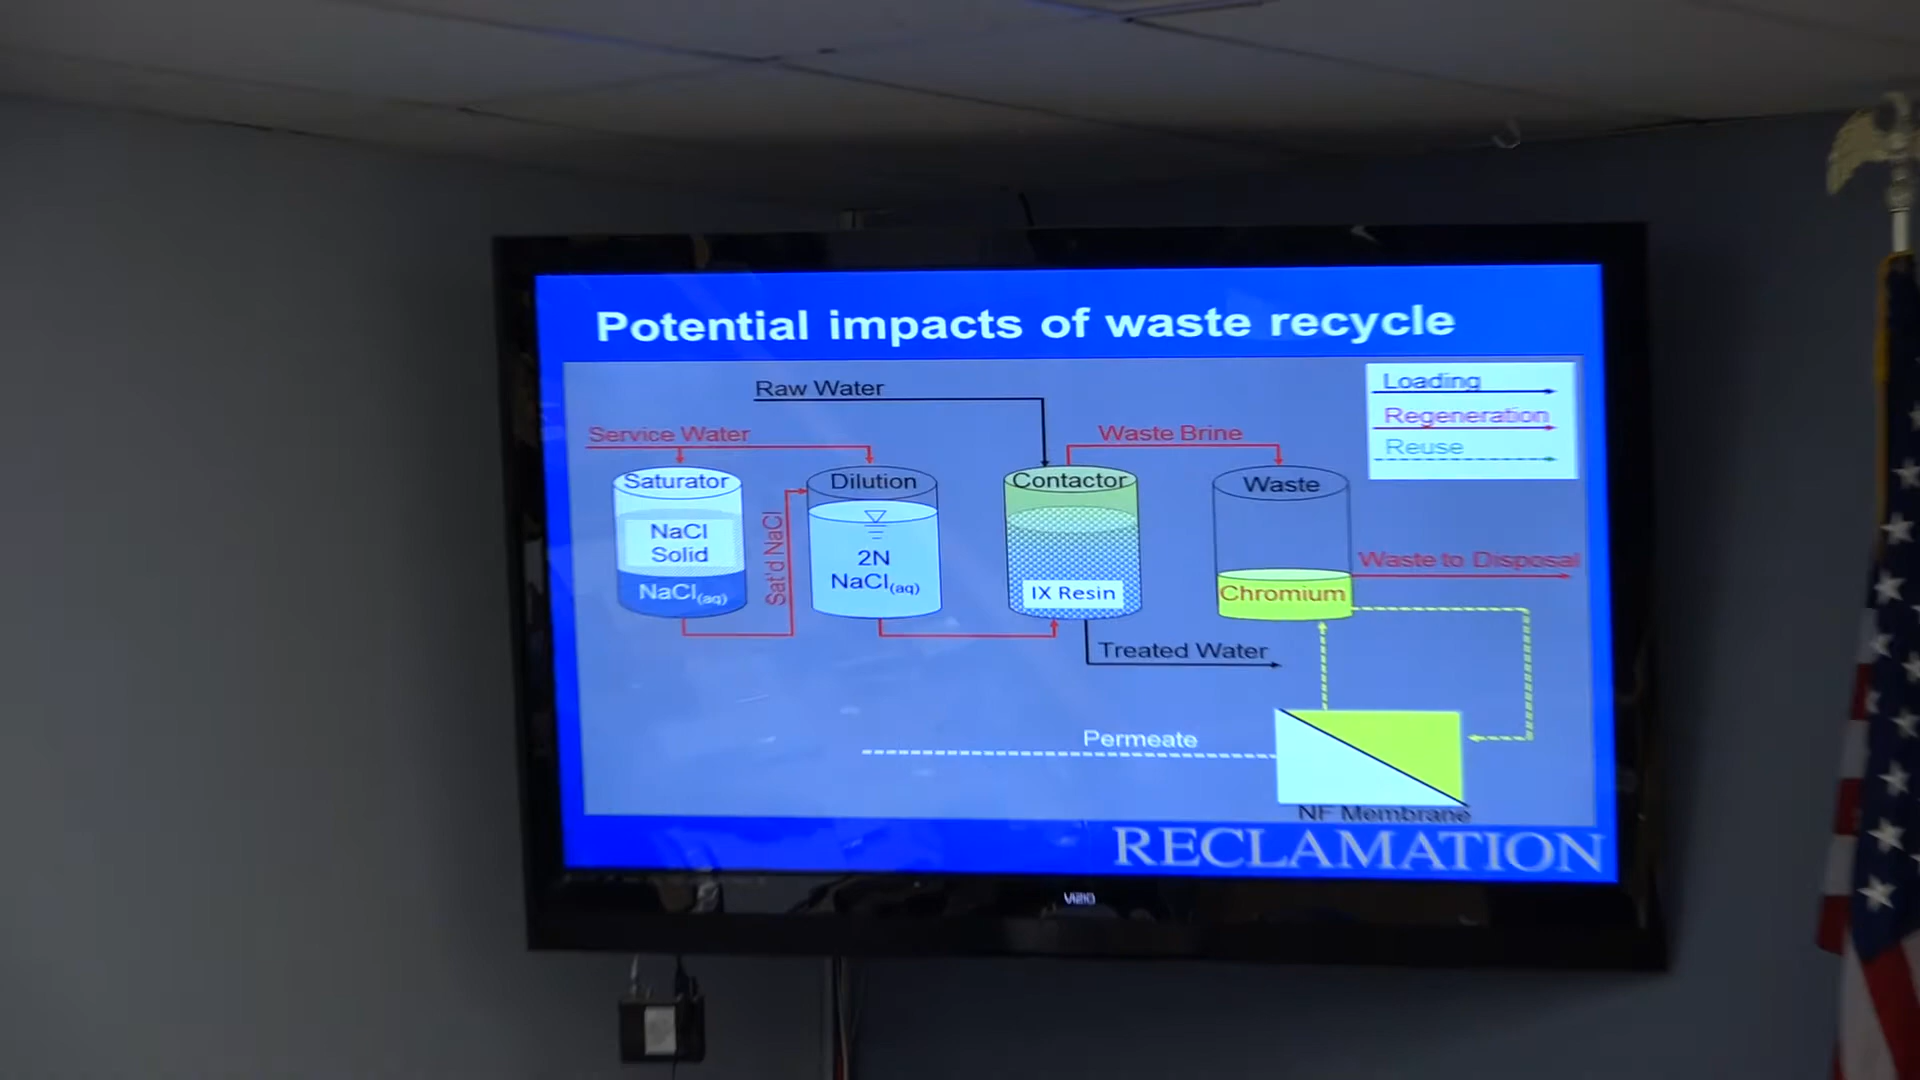 Potential impacts of waste recycle
Raw Water
Loading
Regeneration
Reuse
Service Water
Waste Brine
Saturator
Dilution
Contactor
Waste
NaCl
Solid
NaCl(aq)
Sat'd NaCl
2N
NaCl(aq)
IX Resin
Waste to Disposal
Chromium
Treated Water
Permeate
NF Membrane
RECLAMATION
VIZIO